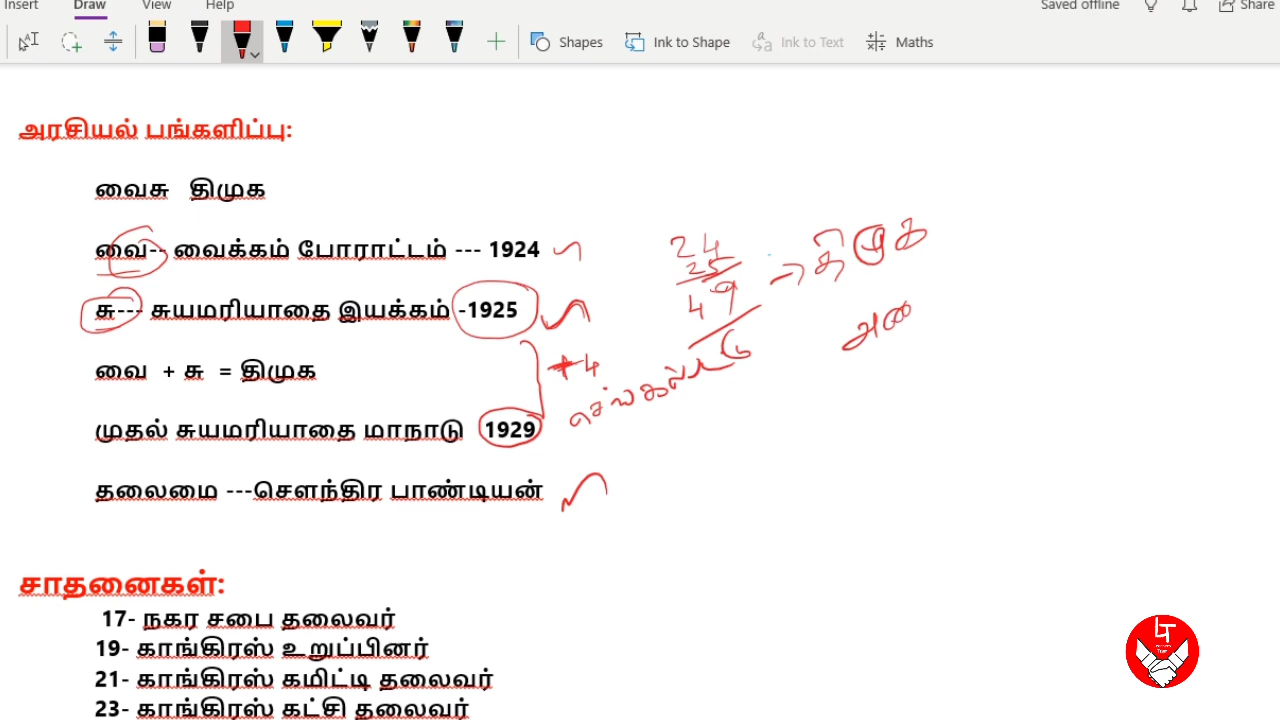 Insert Draw View Help Saved offline Share
Shapes Ink to Shape Ink to Text Maths
அரசியல் பங்களிப்பு:
வைசு திமுக
வை-- வைக்கம் போராட்டம் --- 1924
சு--- சுயமரியாதை இயக்கம் -1925
வை + சு = திமுக
முதல் சுயமரியாதை மாநாடு 1929
தலைமை ---சௌந்திர பாண்டியன்
24
25
49
திமுக
+4
சாதனைகள்:
17- நகர சபை தலைவர்
19- காங்கிரஸ் உறுப்பினர்
21- காங்கிரஸ் கமிட்டி தலைவர்
23- காங்கிரஸ் கட்சி தலைவர்
LT